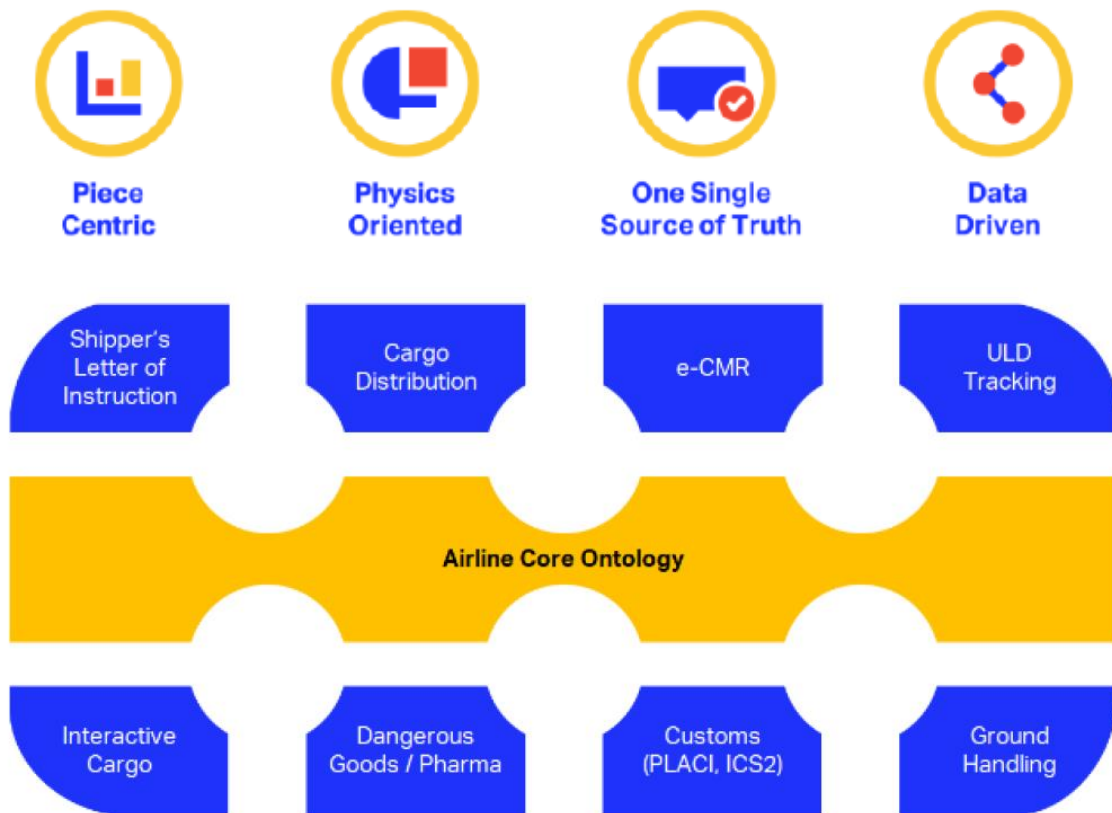 Piece
Centric
Physics
Oriented
One Single
Source of Truth
Data
Driven
Shipper's
Letter of
Instruction
Cargo
Distribution
e-CMR
ULD
Tracking
Airline Core Ontology
Interactive
Cargo
Dangerous
Goods / Pharma
Customs
(PLACI, ICS2)
Ground
Handling